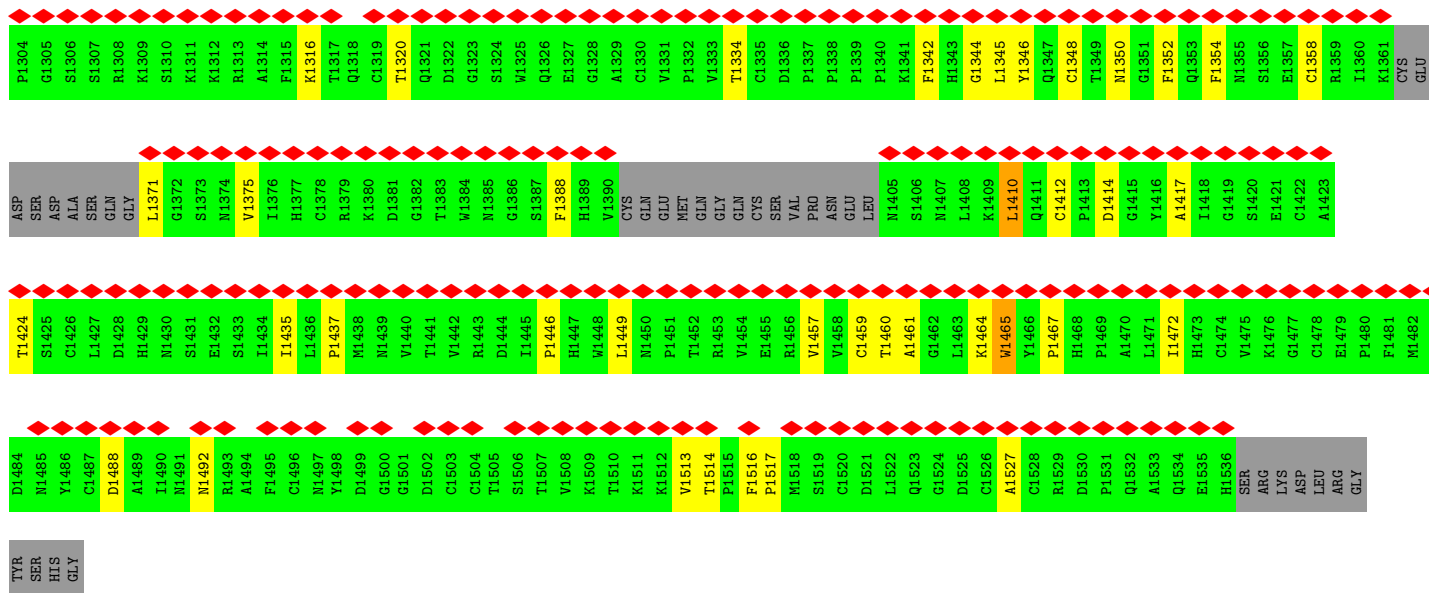 P1304 G1305 S1306 S1307 R1308 K1309 S1310 K1311 K1312 R1313 A1314 F1315 K1316 T1317 Q1318 C1319 T1320 Q1321 D1322 G1323 S1324 W1325 Q1326 E1327 G1328 A1329 C1330 V1331 P1332 V1333 T1334 C1335 D1336 P1337 P1338 P1339 P1340 K1341 F1342 H1343 G1344 L1345 Y1346 Q1347 C1348 T1349 N1350 G1351 F1352 Q1353 F1354 N1355 S1356 E1357 C1358 R1359 I1360 K1361 CYS GLU
ASP SER ASP ALA SER GLN GLY L1371 G1372 S1373 N1374 V1375 I1376 H1377 C1378 R1379 K1380 D1381 G1382 T1383 W1384 N1385 G1386 S1387 F1388 H1389 V1390 CYS GLN GLU MET GLN GLY GLN CYS SER VAL PRO ASN GLU LEU N1405 S1406 N1407 L1408 K1409 L1410 Q1411 C1412 P1413 D1414 G1415 Y1416 A1417 I1418 G1419 S1420 E1421 C1422 A1423
T1424 S1425 C1426 L1427 D1428 H1429 N1430 S1431 E1432 S1433 I1434 I1435 L1436 P1437 M1438 N1439 V1440 T1441 V1442 R1443 D1444 I1445 P1446 H1447 W1448 L1449 N1450 P1451 T1452 R1453 V1454 E1455 R1456 V1457 V1458 C1459 T1460 A1461 G1462 L1463 K1464 W1465 Y1466 P1467 H1468 P1469 A1470 L1471 I1472 H1473 C1474 V1475 K1476 G1477 C1478 E1479 P1480 F1481 M1482
D1484 N1485 Y1486 C1487 D1488 A1489 I1490 N1491 N1492 R1493 A1494 F1495 C1496 N1497 Y1498 D1499 G1500 G1501 D1502 C1503 C1504 T1505 S1506 T1507 V1508 K1509 T1510 K1511 K1512 V1513 T1514 P1515 F1516 P1517 M1518 S1519 C1520 D1521 L1522 Q1523 G1524 D1525 C1526 A1527 C1528 R1529 D1530 P1531 Q1532 A1533 Q1534 E1535 H1536 SER ARG LYS ASP LEU ARG GLY
TYR SER HIS GLY